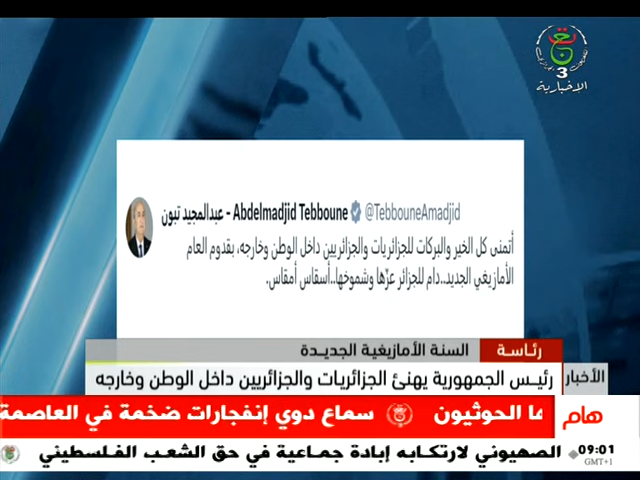 3
الإخبارية
عبدالمجيد تبون - Abdelmadjid Tebboune @TebbouneAmadjid
أتمنى كل الخير والبركات للجزائريات والجزائريين داخل الوطن وخارجه، بقدوم العام
الأمازيغي الجديد..دام للجزائر عزّها وشموخها..أسقاس أمقاس.
رئاسة السنة الأمازيغية الجديدة
الأخبار رئيس الجمهورية يهنئ الجزائريات والجزائريين داخل الوطن وخارجه
هام ها الحوثيون سماع دوي إنفجارات ضخمة في العاصمة
09:01 الصهيوني لارتكابه إبادة جماعية في حق الشعب الفلسطيني
GMT+1